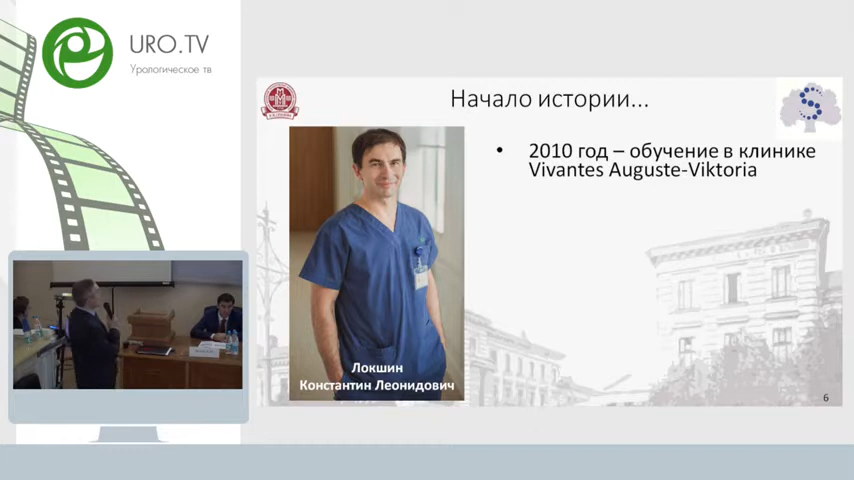 URO.TV
Урологическое тв
Начало истории...
• 2010 год – обучение в клинике
Vivantes Auguste-Viktoria
Локшин
Константин Леонидович
6